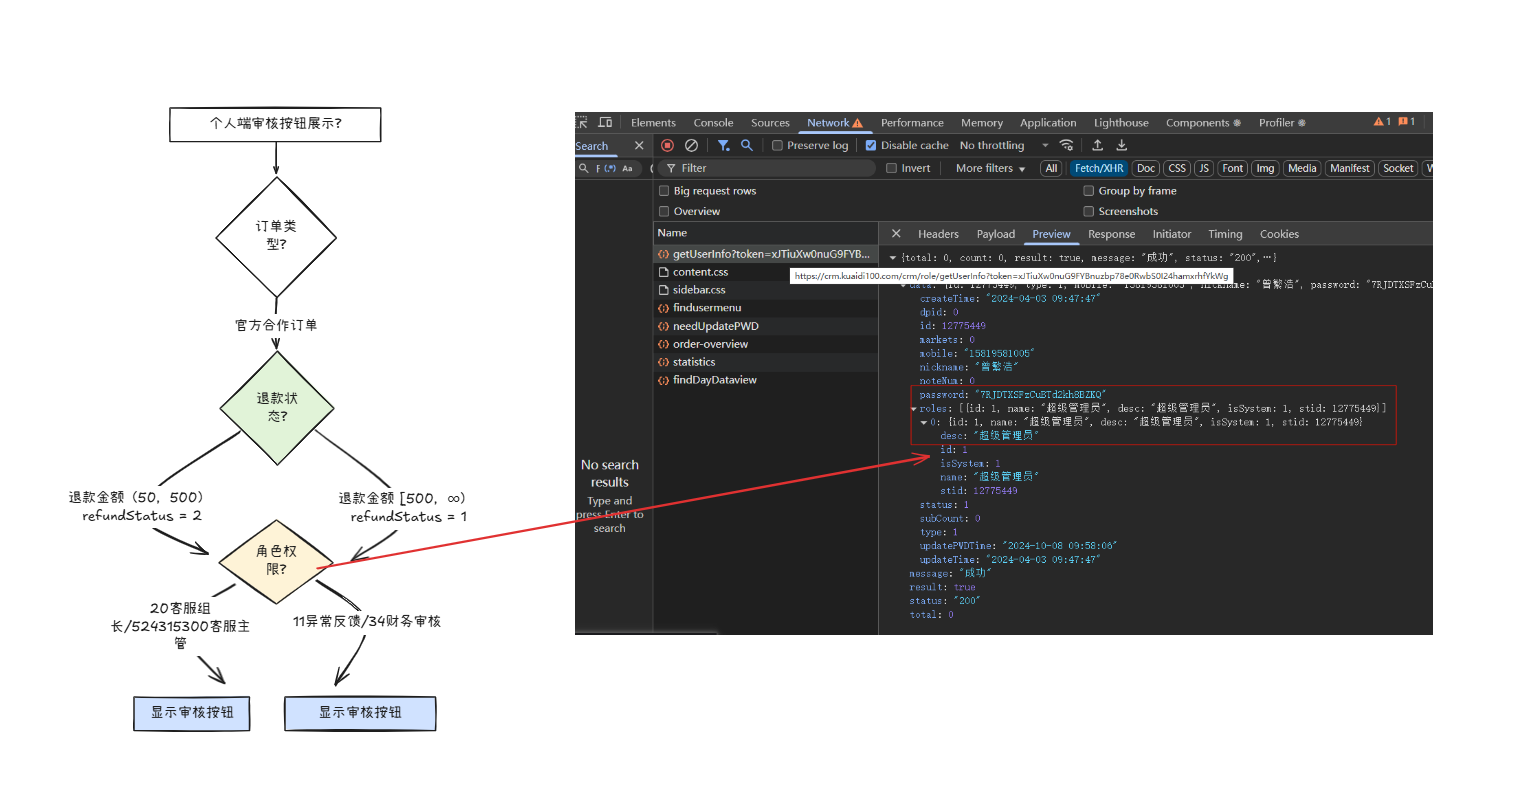 个人端审核按钮展示?
订单类
型?
官方合作订单
退款状
态?
退款金额（50，500）
refundStatus = 2
退款金额 [500，∞)
refundStatus = 1
角色权
限?
20客服组
长/524315300客服主
管
11异常反馈/34财务审核
显示审核按钮
显示审核按钮
Elements Console Sources Network Performance Memory Application Lighthouse Components Profiler 1 1
Search
Preserve log Disable cache No throttling
F (.*) Aa
Filter Invert More filters All Fetch/XHR Doc CSS JS Font Img Media Manifest Socket W
Big request rows Group by frame
Overview Screenshots
Name
getUserInfo?token=xJTiuXw0nuG9FYB...
content.css
sidebar.css
findusermenu
needUpdatePWD
order-overview
statistics
findDayDataview
No search
results
Type and
press Enter to
search
Headers Payload Preview Response Initiator Timing Cookies
{total: 0, count: 0, result: true, message: "成功", status: "200",…}
https://crm.kuaidi100.com/crm/role/getUserInfo?token=xJTiuXw0nuG9FYBnuzbp78e0RwbS0I24hamxrhfYkWg
data: {id: 12775449, type: 1, mobile: "15819581005", nickname: "曾繁浩", password: "7RJDTXSPzCu
createTime: "2024-04-03 09:47:47"
dpid: 0
id: 12775449
markets: 0
mobile: "15819581005"
nickname: "曾繁浩"
noteNum: 0
password: "7RJDTXSPzCuBTd2kh8BZKQ"
roles: [{id: 1, name: "超级管理员", desc: "超级管理员", isSystem: 1, stid: 12775449}]
0: {id: 1, name: "超级管理员", desc: "超级管理员", isSystem: 1, stid: 12775449}
desc: "超级管理员"
id: 1
isSystem: 1
name: "超级管理员"
stid: 12775449
status: 1
subCount: 0
type: 1
updatePWDTime: "2024-10-08 09:58:06"
updateTime: "2024-04-03 09:47:47"
message: "成功"
result: true
status: "200"
total: 0